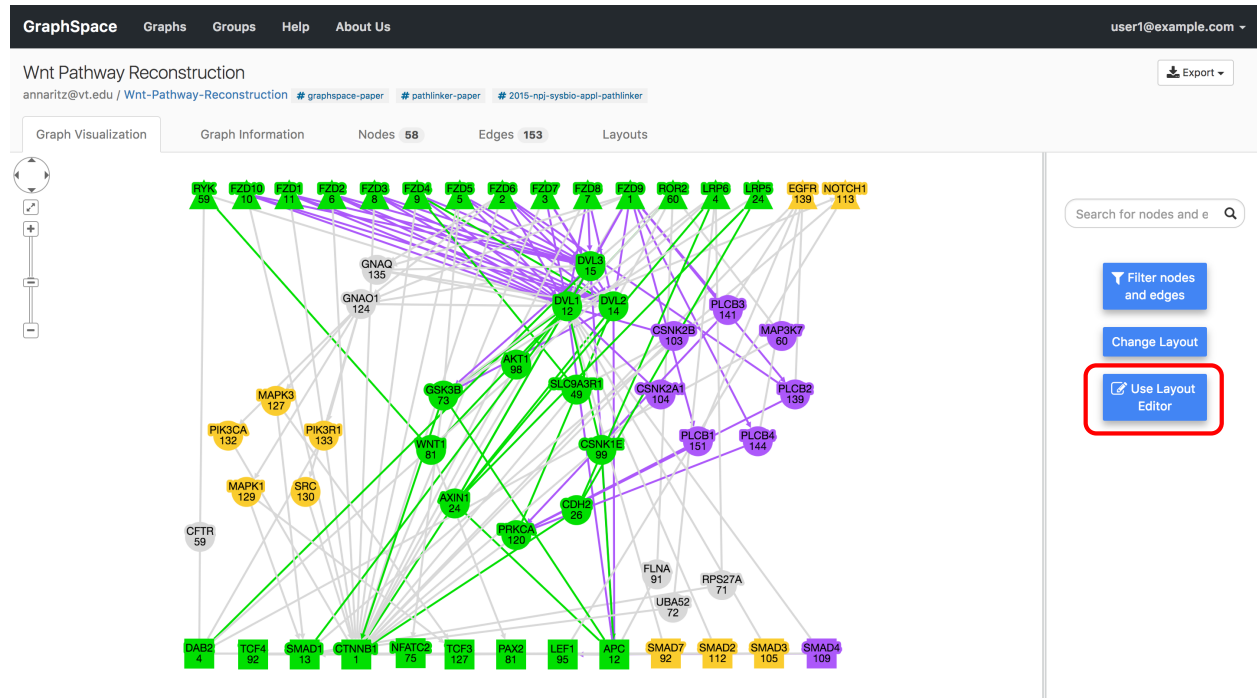 GraphSpace Graphs Groups Help About Us user1@example.com
Wnt Pathway Reconstruction
Export
annaritz@vt.edu / Wnt-Pathway-Reconstruction # graphspace-paper # pathlinker-paper # 2015-npj-sysbio-appl-pathlinker
Graph Visualization Graph Information Nodes 58 Edges 153 Layouts
RYK FZD10 FZD1 FZD2 FZD3 FZD4 FZD5 FZD6 FZD7 FZD8 FZD9 ROR2 LRP6 LRP5 EGFR NOTCH1
59 10 11 6 8 9 5 2 3 7 1 60 4 24 139 113
Search for nodes and e
GNAQ
135
DVL3
15
Filter nodes
and edges
GNAO1
124
DVL1
12
DVL2
14
PLCB3
141
CSNK2B
103
MAP3K7
60
Change Layout
AKT1
98
GSK3B
73
SLC9A3R1
49
CSNK2A1
104
PLCB2
139
Use Layout
Editor
MAPK3
127
PIK3CA
132
PIK3R1
133
WNT1
81
CSNK1E
99
PLCB1
151
PLCB4
144
MAPK1
129
SRC
130
AXIN1
24
CDH2
26
CFTR
59
PRKCA
120
FLNA
91
RPS27A
71
UBA52
72
DAB2 TCF4 SMAD1 CTNNB1 NFATC2 TCF3 PAX2 LEF1 APC SMAD7 SMAD2 SMAD3 SMAD4
4 92 13 1 75 127 81 95 12 92 112 105 109